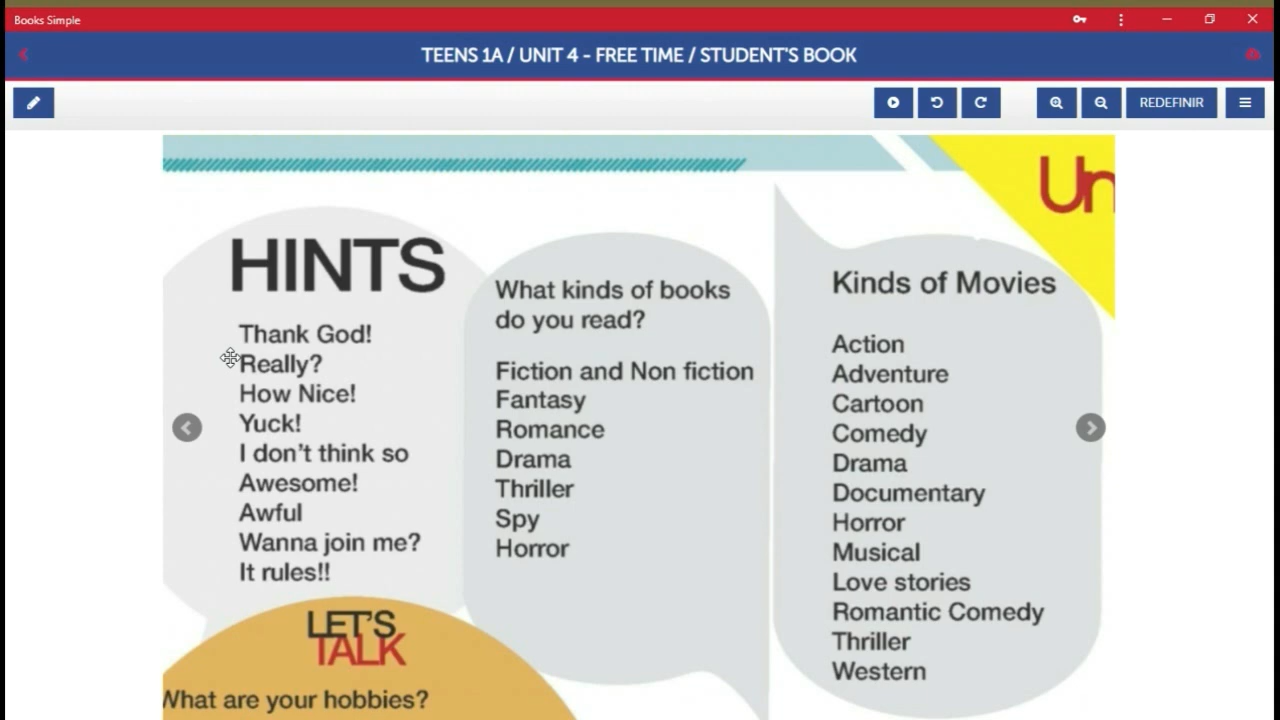 Books Simple
TEENS 1A / UNIT 4 - FREE TIME / STUDENT'S BOOK
REDEFINIR
Un
HINTS
Thank God!
Really?
How Nice!
Yuck!
I don't think so
Awesome!
Awful
Wanna join me?
It rules!!
What kinds of books
do you read?
Fiction and Non fiction
Fantasy
Romance
Drama
Thriller
Spy
Horror
Kinds of Movies
Action
Adventure
Cartoon
Comedy
Drama
Documentary
Horror
Musical
Love stories
Romantic Comedy
Thriller
Western
LET'S
TALK
What are your hobbies?